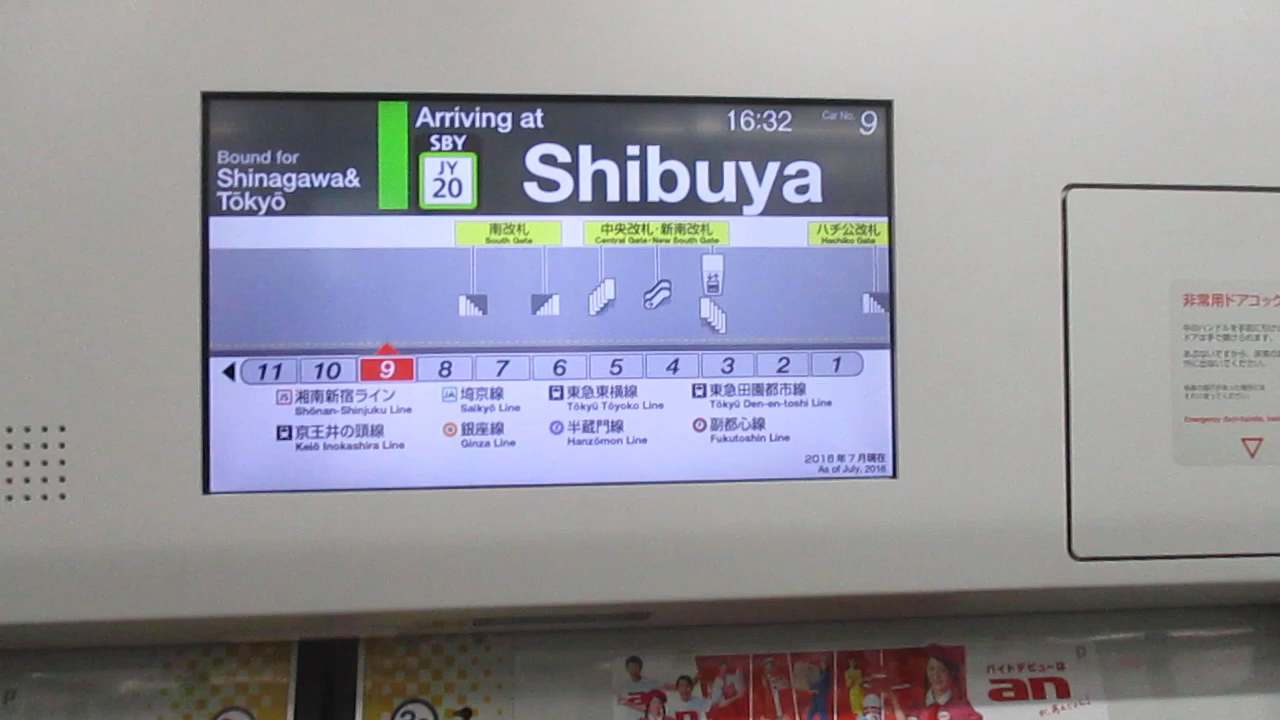 Arriving at
16:32
Car No. 9
SBY
JY
20
Shibuya
Bound for
Shinagawa&
Tōkyō
南改札
South Gate
中央改札・新南改札
Central Gate・New South Gate
ハチ公改札
Hachikō Gate
11 10 9 8 7 6 5 4 3 2 1
JS 湘南新宿ライン
Shōnan-Shinjuku Line
JA 埼京線
Saikyō Line
東急東横線
Tōkyū Tōyoko Line
東急田園都市線
Tōkyū Den-en-toshi Line
京王井の頭線
Keiō Inokashira Line
銀座線
Ginza Line
半蔵門線
Hanzōmon Line
副都心線
Fukutoshin Line
2016年7月現在
As of July, 2016
非常用ドアコック
バイトデビューは
an
an